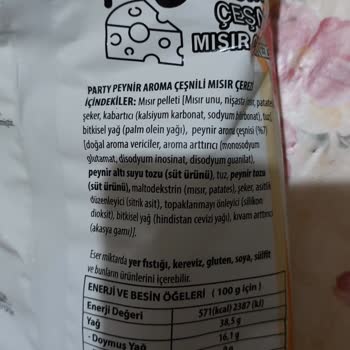 ÇEŞN
MISIR
PARTY PEYNİR AROMA ÇEŞNİLİ MISIR ÇEREZİ
İÇİNDEKİLER: Mısır pelleti [Mısır unu, nişasta patates
şeker, kabartıcı (kalsiyum karbonat, sodyum bikarbonat), tuz],
bitkisel yağ (palm olein yağı), peynir aroma çeşnisi (%7)
[doğal aroma vericiler, aroma arttırıcı (monosodyum
glutamat, disodyum inosinat, disodyum guanilat),
peynir altı suyu tozu (süt ürünü), tuz, peynir tozu
(süt ürünü), maltodekstrin (mısır, patates), şeker, asitlik
düzenleyici (sitrik asit), topaklanmayı önleyici (silikon
dioksit), bitkisel yağ (hindistan cevizi yağı), kıvam arttırıcı
(akasya gamı)].
Eser miktarda yer fıstığı, kereviz, gluten, soya, sülfit
ve bunların ürünlerini içerebilir.
ENERJİ VE BESİN ÖĞELERİ ( 100 g için )
Enerji Değeri 571(kcal) 2387 (kJ)
Yağ 38,5g
- Doymuş Yağ 16,1 g